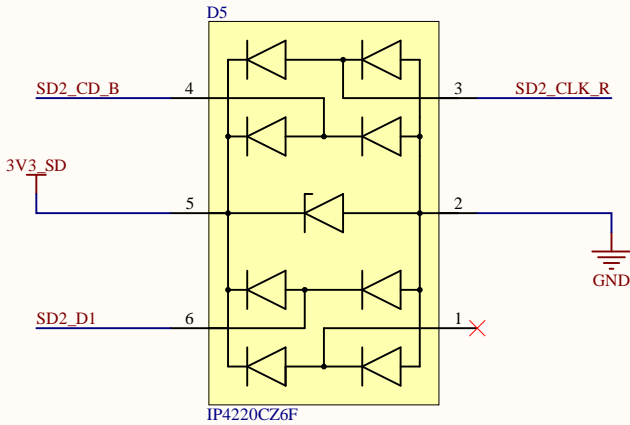 D5
SD2_CD_B 4 3 SD2_CLK_R
3V3_SD
5 2
GND
SD2_D1 6 1
IP4220CZ6F